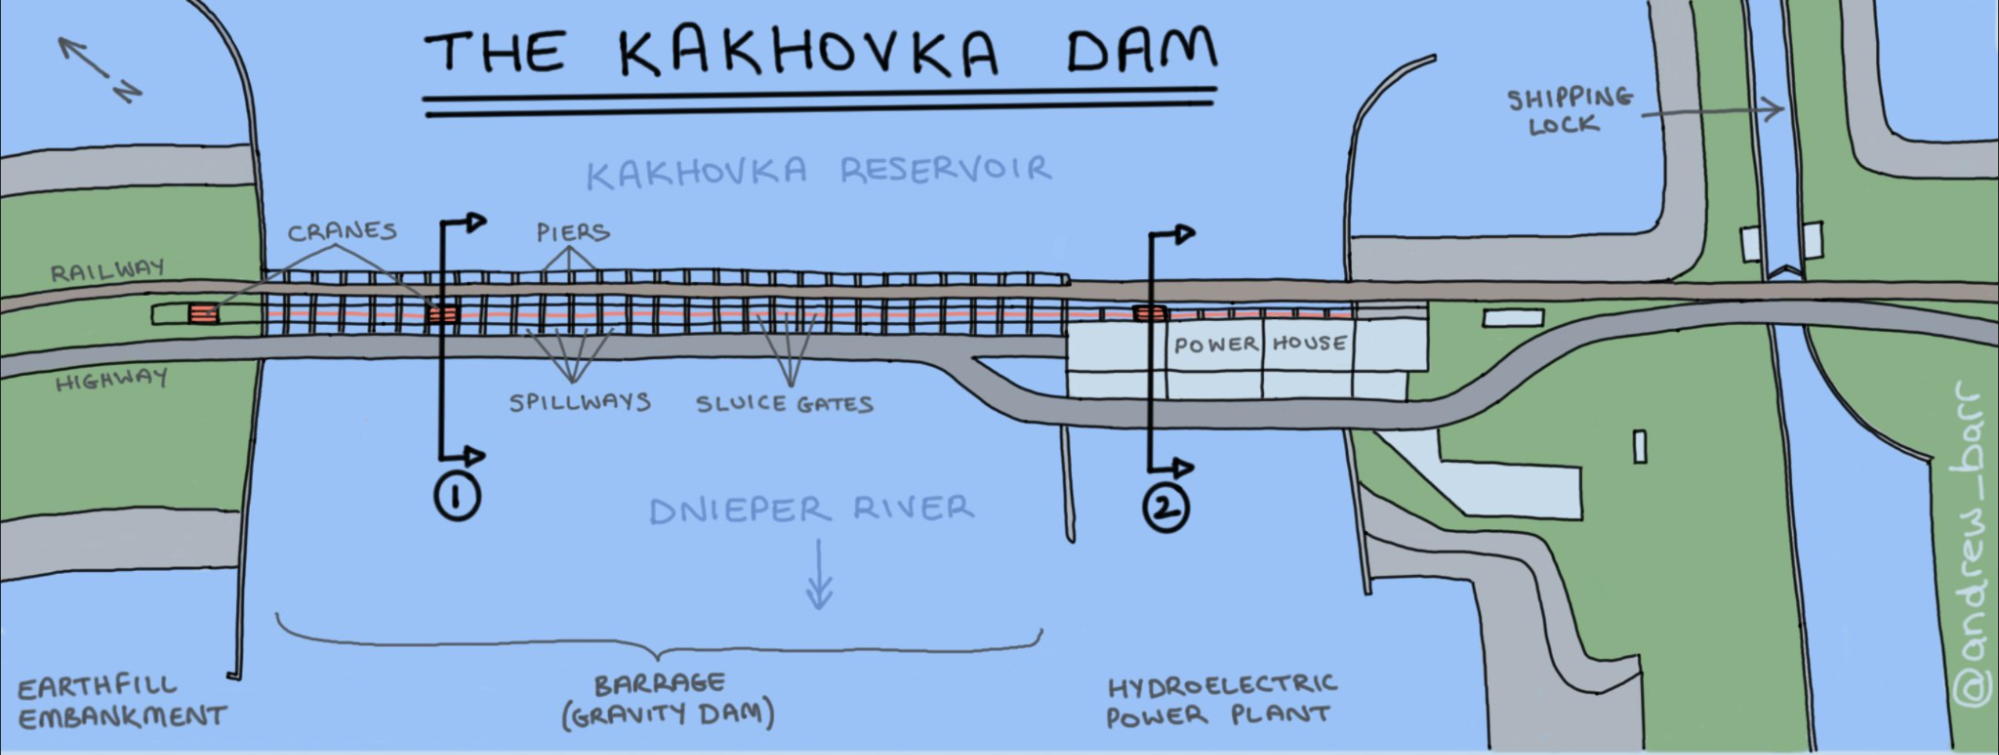 THE KAKHOVKA DAM
N
SHIPPING
LOCK
KAKHOVKA RESERVOIR
CRANES
PIERS
RAILWAY
POWER HOUSE
HIGHWAY
SPILLWAYS
SLUICE GATES
1
2
DNIEPER RIVER
EARTHFILL
EMBANKMENT
BARRAGE
(GRAVITY DAM)
HYDROELECTRIC
POWER PLANT
@andrew_barr